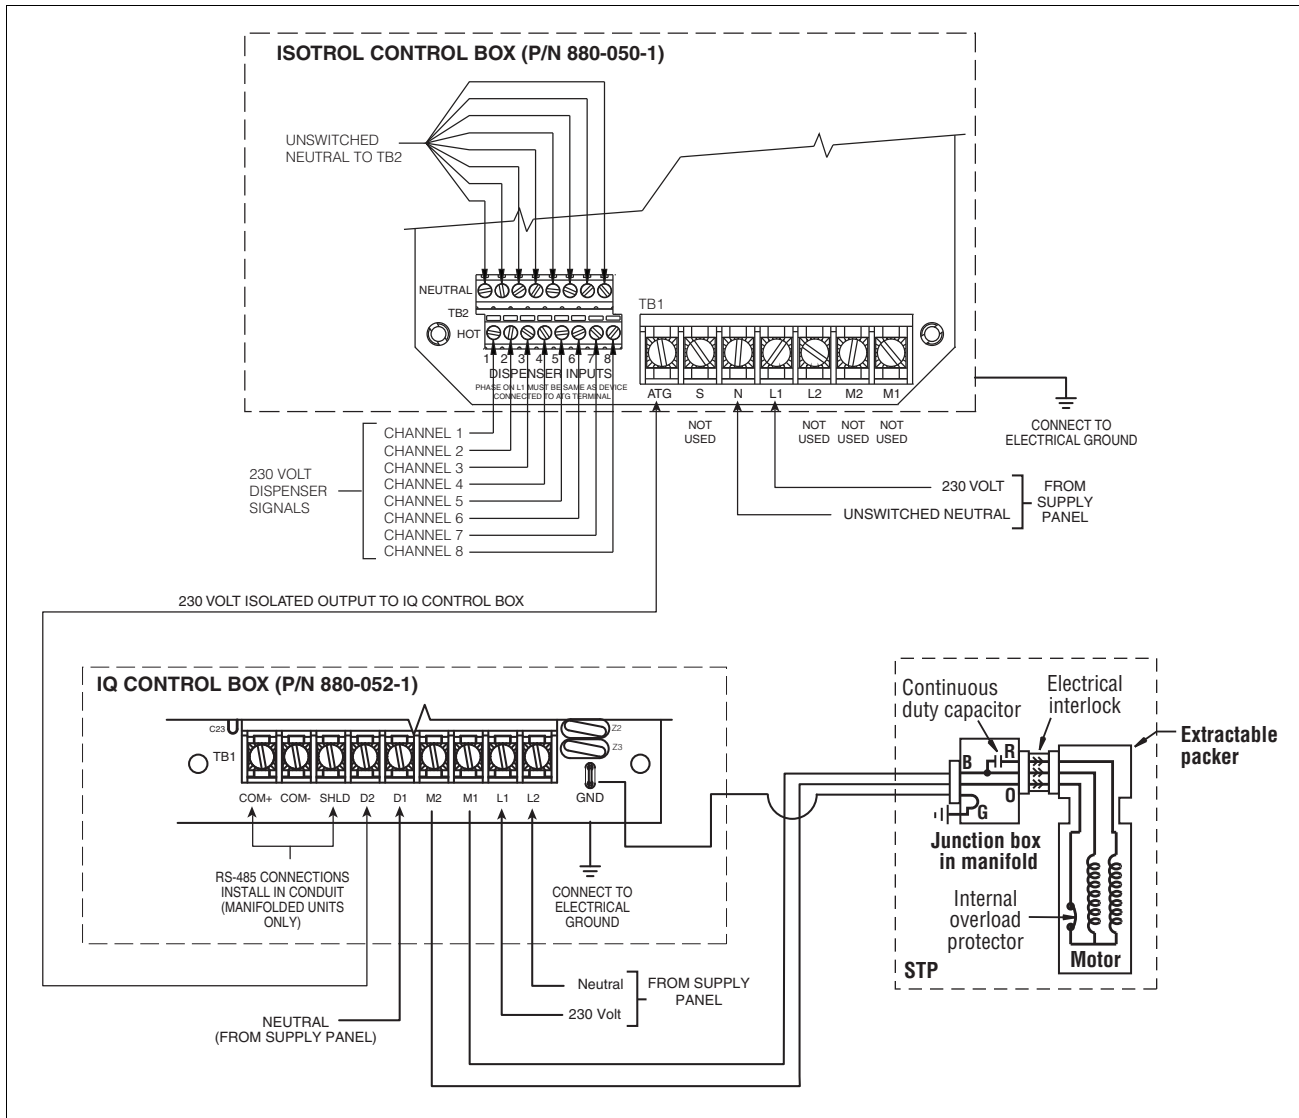 ISOTROL CONTROL BOX (P/N 880-050-1)
UNSWITCHED
NEUTRAL TO TB2
NEUTRAL
TB2
HOT
1 2 3 4 5 6 7 8
DISPENSER INPUTS
PHASE ON L1 MUST BE SAME AS DEVICE
CONNECTED TO ATG TERMINAL
TB1
ATG S N L1 L2 M2 M1
NOT
USED
NOT
USED
NOT
USED
NOT
USED
CONNECT TO
ELECTRICAL GROUND
230 VOLT
DISPENSER
SIGNALS
CHANNEL 1
CHANNEL 2
CHANNEL 3
CHANNEL 4
CHANNEL 5
CHANNEL 6
CHANNEL 7
CHANNEL 8
230 VOLT
UNSWITCHED NEUTRAL
FROM
SUPPLY
PANEL
230 VOLT ISOLATED OUTPUT TO IQ CONTROL BOX
IQ CONTROL BOX (P/N 880-052-1)
C23
TB1
Z2
Z3
COM+ COM- SHLD D2 D1 M2 M1 L1 L2 GND
RS-485 CONNECTIONS
INSTALL IN CONDUIT
(MANIFOLDED UNITS
ONLY)
CONNECT TO
ELECTRICAL
GROUND
NEUTRAL
(FROM SUPPLY PANEL)
Neutral
230 Volt
FROM SUPPLY
PANEL
Continuous
duty capacitor
Electrical
interlock
Extractable
packer
B
R
O
G
Junction box
in manifold
Internal
overload
protector
Motor
STP